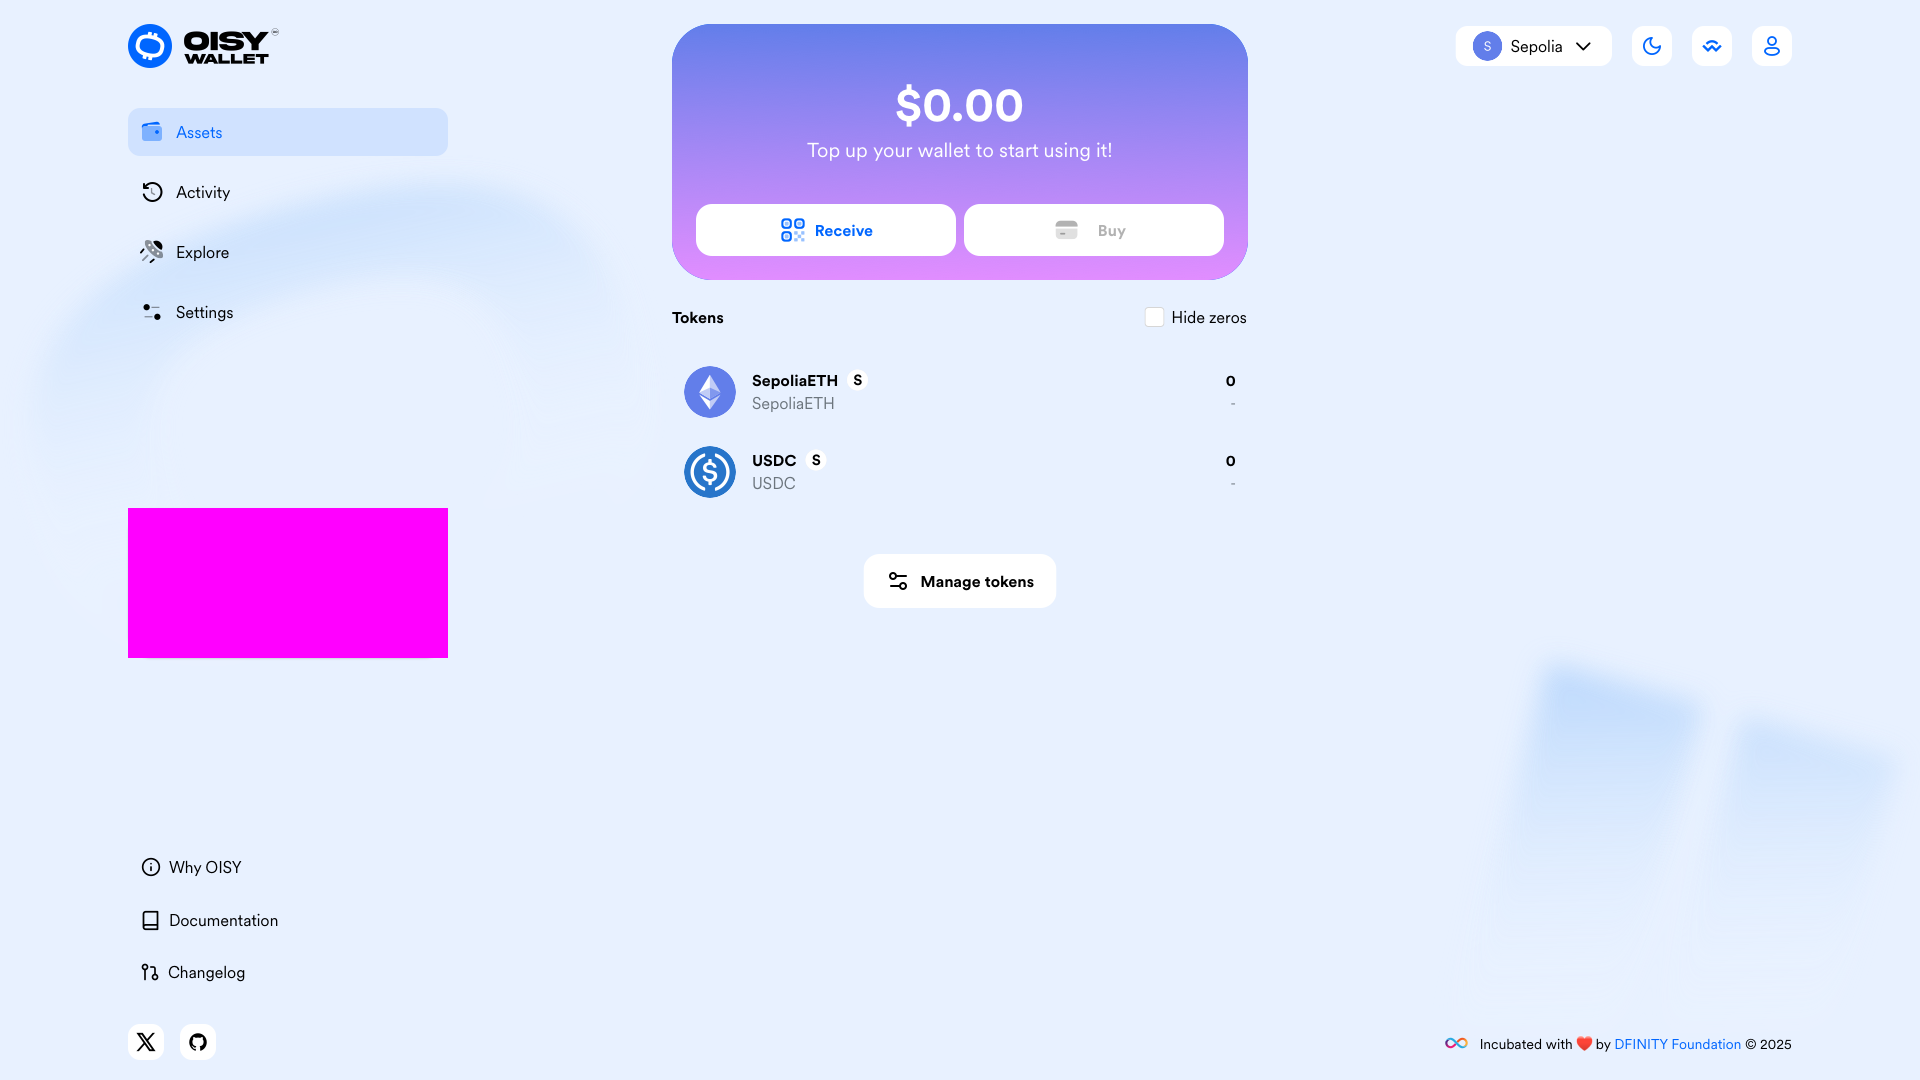 OISY
WALLET
S Sepolia
Assets
Activity
Explore
Settings
$0.00
Top up your wallet to start using it!
Receive
Buy
Tokens
Hide zeros
SepoliaETH S 0
SepoliaETH -
USDC S 0
USDC -
Manage tokens
Why OISY
Documentation
Changelog
Incubated with ❤️ by DFINITY Foundation © 2025